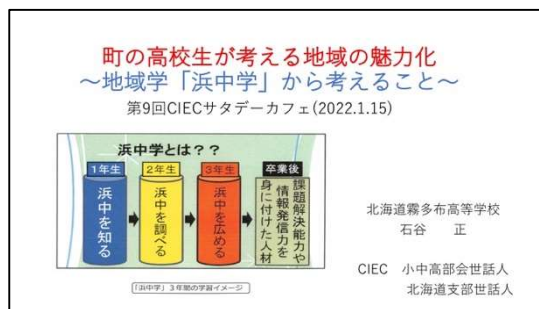 町の高校生が考える地域の魅力化
～地域学「浜中学」から考えること～
第9回CIECサタデーカフェ(2022.1.15)
浜中学とは？？
1年生
浜中を知る
2年生
浜中を調べる
3年生
浜中を広める
卒業後
課題解決能力や
情報発信力を
身に付けた人材
「浜中学」3年間の学習イメージ
北海道霧多布高等学校
石谷　正
CIEC　小中高部会世話人
北海道支部世話人